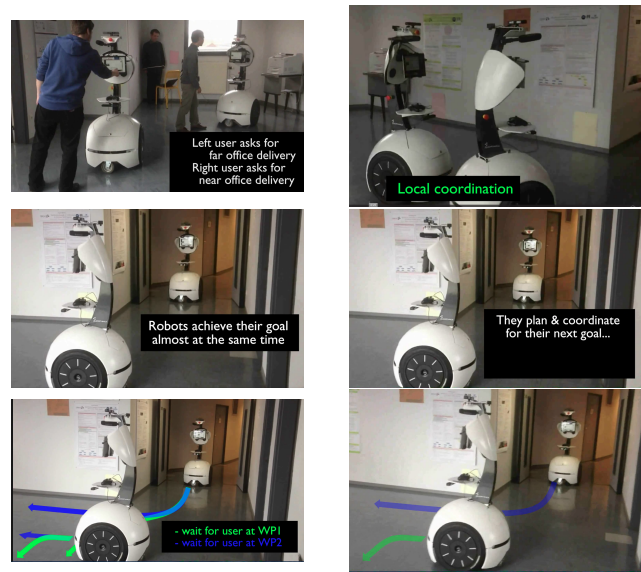 Left user asks for
far office delivery
Right user asks for
near office delivery
Local coordination
Robots achieve their goal
almost at the same time
They plan & coordinate
for their next goal...
- wait for user at WP1
- wait for user at WP2